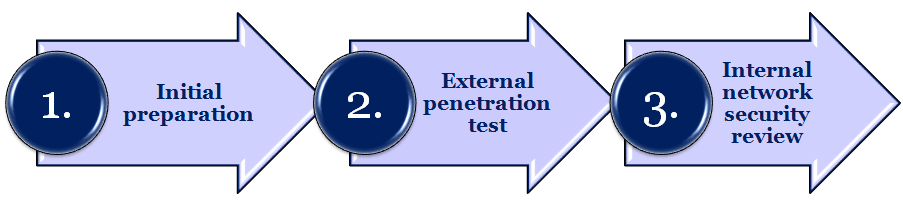 1.
Initial
preparation
2.
External
penetration
test
3.
Internal
network
security
review